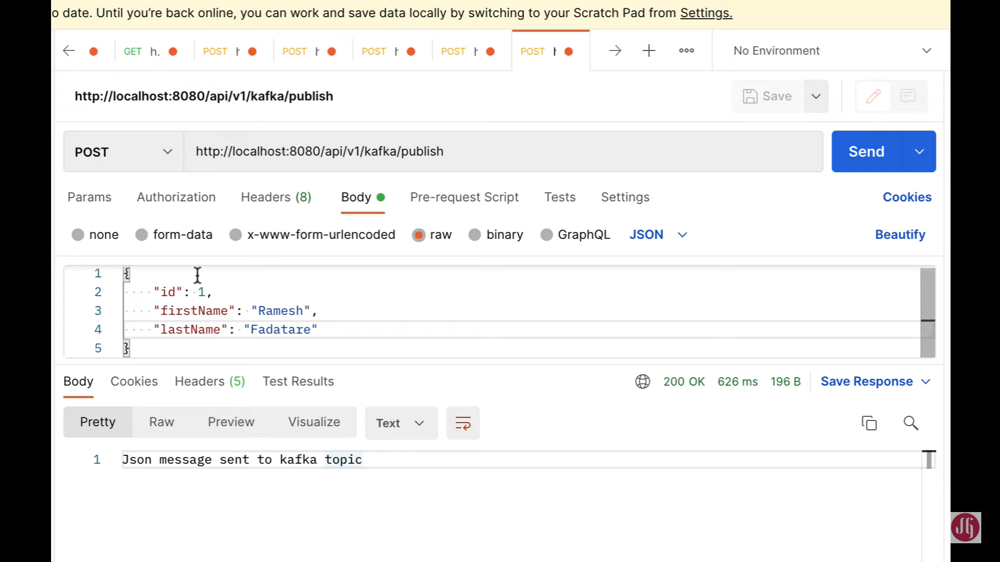 o date. Until you're back online, you can work and save data locally by switching to your Scratch Pad from Settings.
GET h. POST POST POST POST POST No Environment
http://localhost:8080/api/v1/kafka/publish Save
POST http://localhost:8080/api/v1/kafka/publish Send
Params Authorization Headers (8) Body Pre-request Script Tests Settings Cookies
none form-data x-www-form-urlencoded raw binary GraphQL JSON Beautify
1 {
2 "id": 1,
3 "firstName": "Ramesh",
4 "lastName": "Fadatare"
5 }
Body Cookies Headers (5) Test Results 200 OK 626 ms 196 B Save Response
Pretty Raw Preview Visualize Text
1 Json message sent to kafka topic
JG